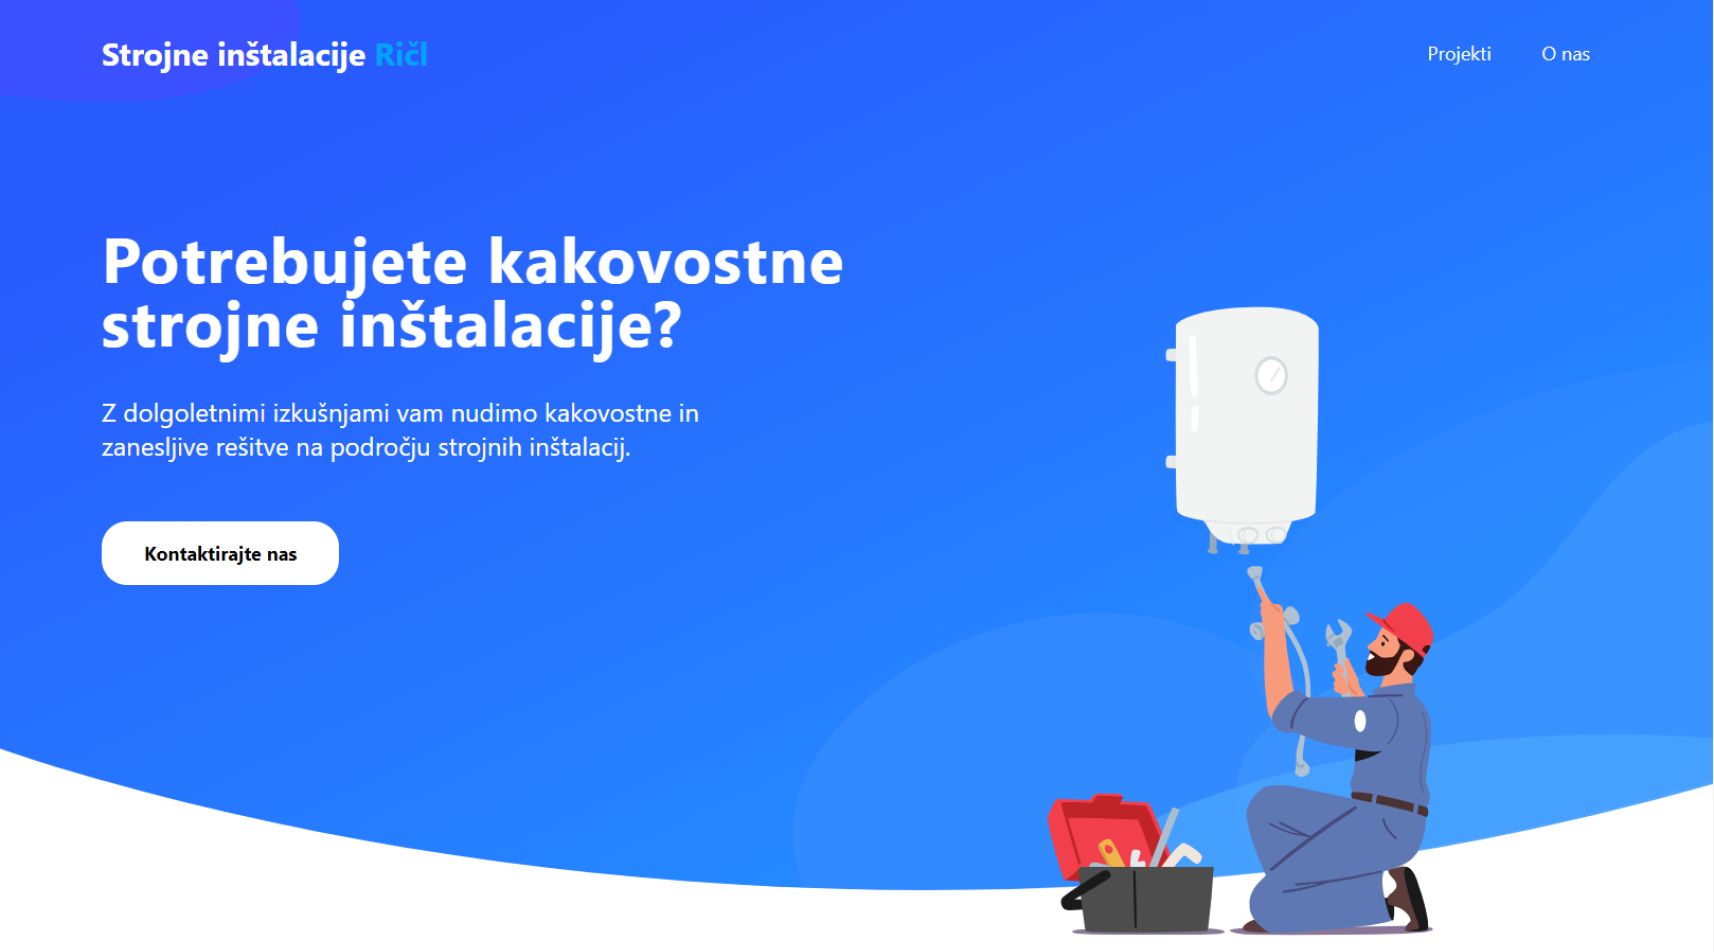 Strojne inštalacije Ričl
Projekti
O nas
Potrebujete kakovostne
strojne inštalacije?
Z dolgoletnimi izkušnjami vam nudimo kakovostne in
zanesljive rešitve na področju strojnih inštalacij.
Kontaktirajte nas